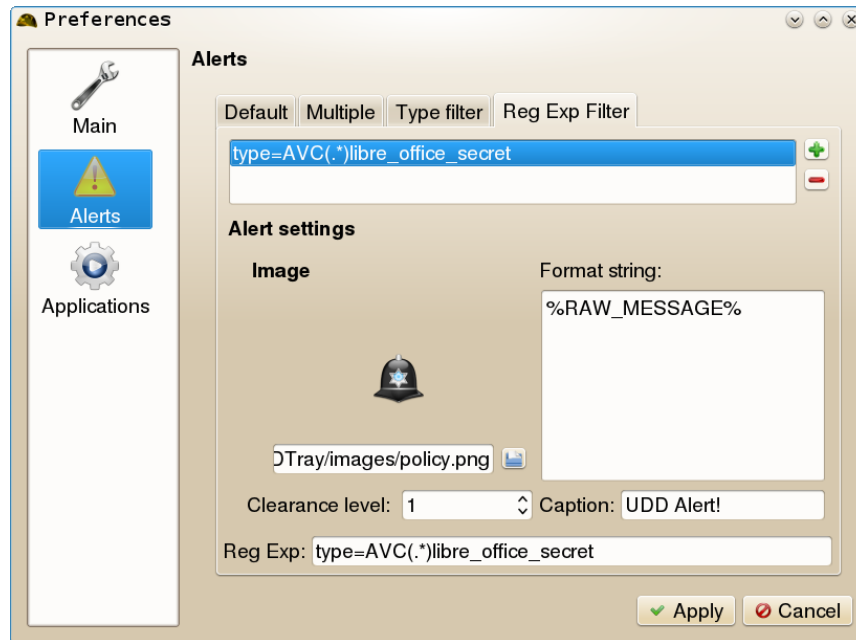 Preferences
Main
Alerts
Applications
Alerts
Default Multiple Type filter Reg Exp Filter
type=AVC(.*)libre_office_secret
Alert settings
Image Format string:
%RAW_MESSAGE%
DTray/images/policy.png
Clearance level: 1 Caption: UDD Alert!
Reg Exp: type=AVC(.*)libre_office_secret
Apply Cancel